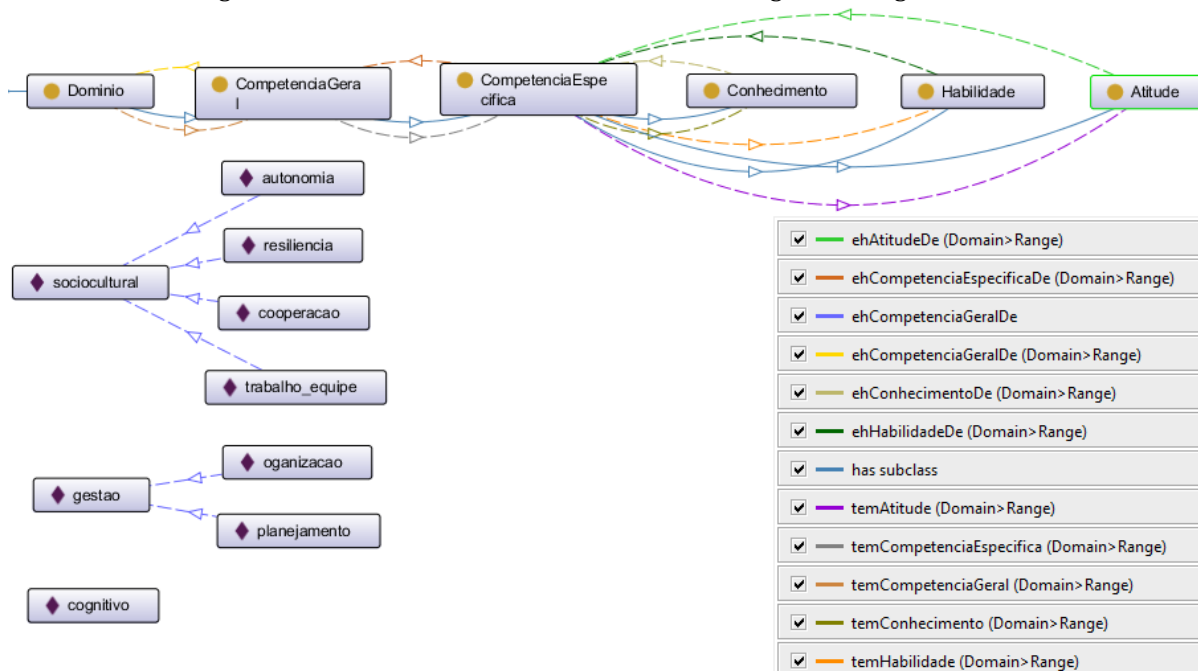 Dominio
CompetenciaGera
l
CompetenciaEspe
cifica
Conhecimento
Habilidade
Atitude
autonomia
resiliencia
sociocultural
cooperacao
trabalho_equipe
oganizacao
gestao
planejamento
cognitivo
ehAtitudeDe (Domain>Range)
ehCompetenciaEspecificaDe (Domain>Range)
ehCompetenciaGeralDe
ehCompetenciaGeralDe (Domain>Range)
ehConhecimentoDe (Domain>Range)
ehHabilidadeDe (Domain>Range)
has subclass
temAtitude (Domain>Range)
temCompetenciaEspecifica (Domain>Range)
temCompetenciaGeral (Domain>Range)
temConhecimento (Domain>Range)
temHabilidade (Domain>Range)